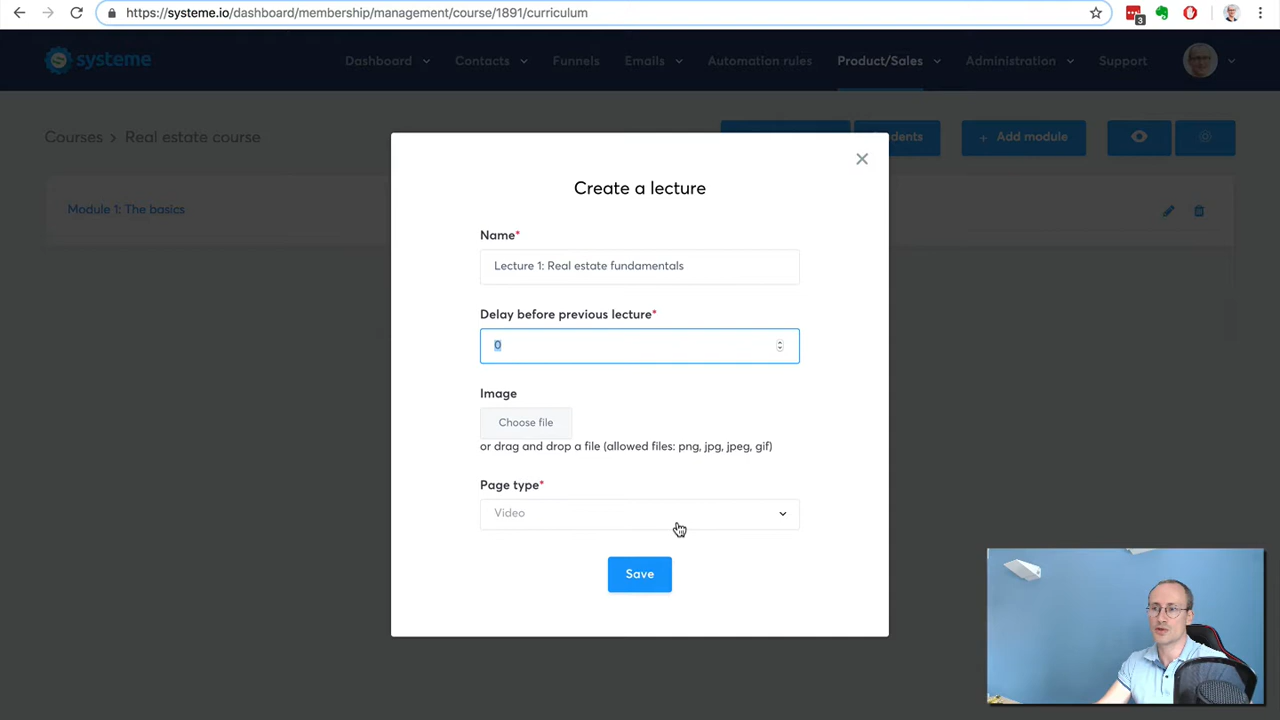 https://systeme.io/dashboard/membership/management/course/1891/curriculum
3
systeme Dashboard Contacts Funnels Emails Automation rules Product/Sales Administration Support
Courses > Real estate course
dents + Add module
Module 1: The basics
Create a lecture
Name*
Lecture 1: Real estate fundamentals
Delay before previous lecture*
0
Image
Choose file
or drag and drop a file (allowed files: png, jpg, jpeg, gif)
Page type*
Video
Save